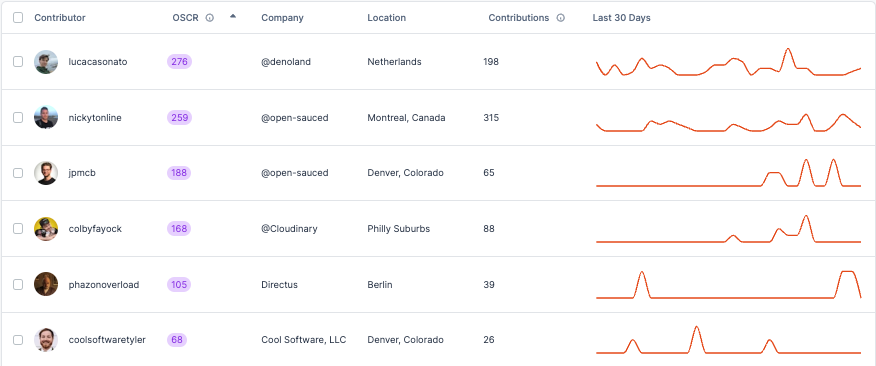 Contributor OSCR Company Location Contributions Last 30 Days
lucacasonato 276 @denoland Netherlands 198
nickytonline 259 @open-sauced Montreal, Canada 315
jpmcb 188 @open-sauced Denver, Colorado 65
colbyfayock 168 @Cloudinary Philly Suburbs 88
phazonoverload 105 Directus Berlin 39
coolsoftwaretyler 68 Cool Software, LLC Denver, Colorado 26